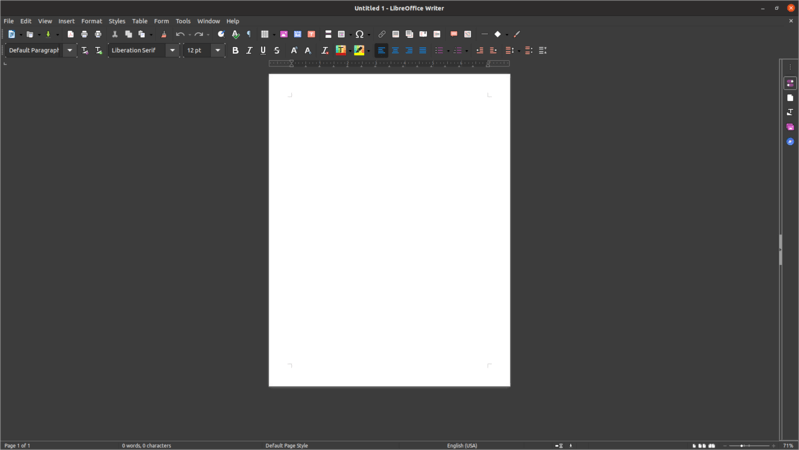 Untitled 1 - LibreOffice Writer
File Edit View Insert Format Styles Table Form Tools Window Help
Default Paragraph Liberation Serif 12 pt
Page 1 of 1 0 words, 0 characters Default Page Style English (USA) 71%